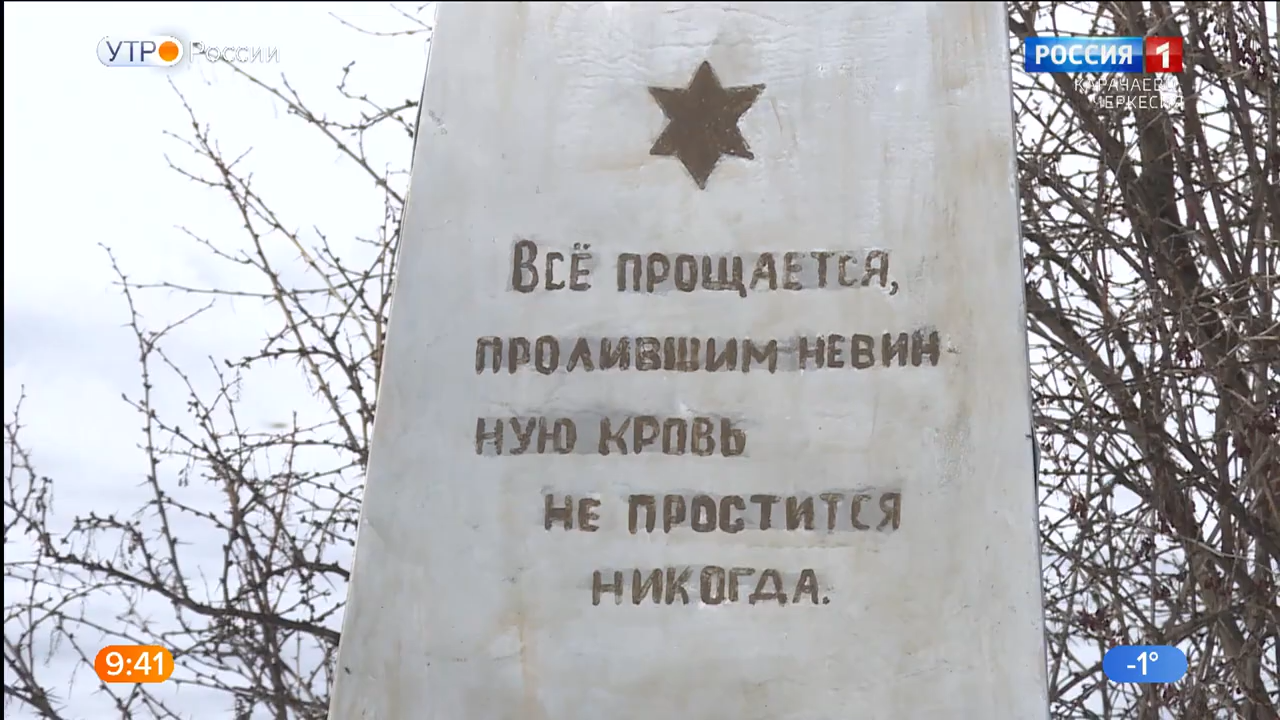 УТРО России
РОССИЯ 1
КАРАЧАЕВО-
ЧЕРКЕСИЯ
ВСЁ ПРОЩАЕТСЯ,
ПРОЛИВШИМ НЕВИН
НУЮ КРОВЬ
НЕ ПРОСТИТСЯ
НИКОГДА.
9:41
-1°